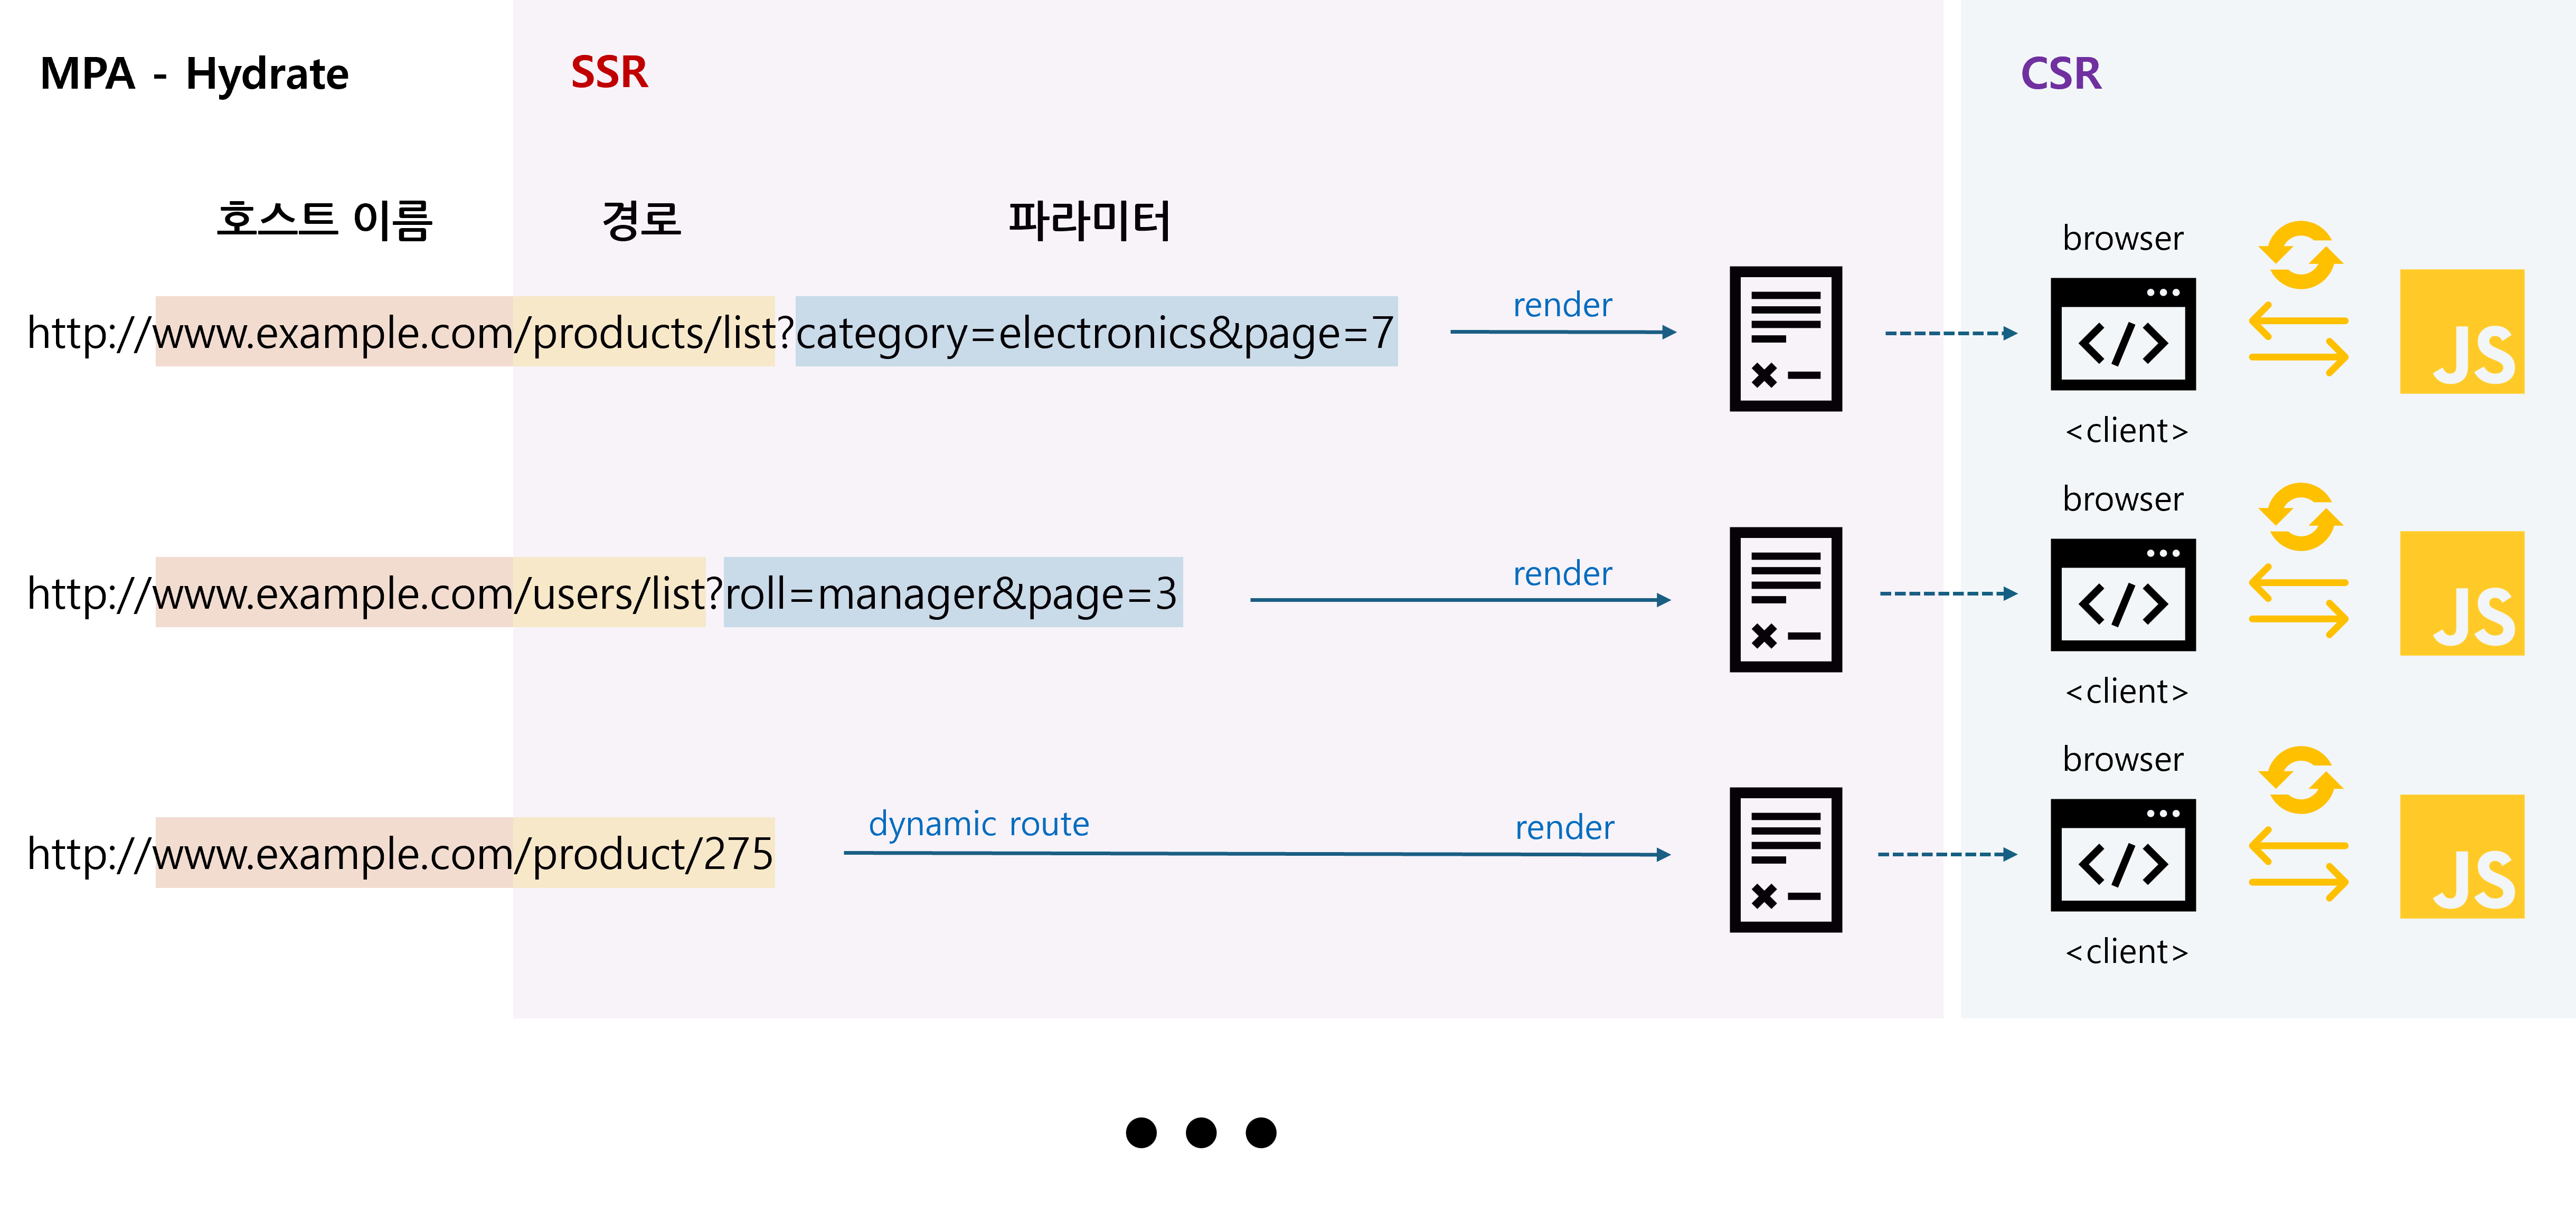 MPA - Hydrate
SSR
CSR
호스트 이름
경로
파라미터
browser
http://www.example.com/products/list?category=electronics&page=7
render
JS
<client>
browser
http://www.example.com/users/list?roll=manager&page=3
render
JS
<client>
browser
http://www.example.com/product/275
dynamic route
render
JS
<client>